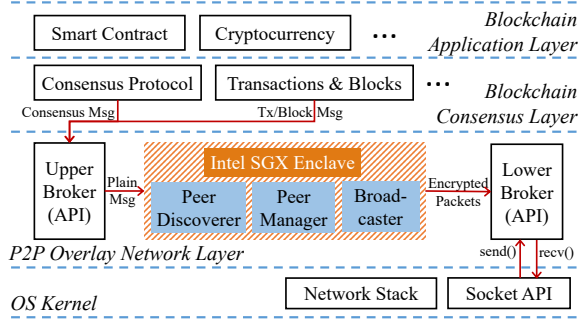 Smart Contract
Cryptocurrency
...
Blockchain
Application Layer
Consensus Protocol
Transactions & Blocks
...
Blockchain
Consensus Layer
Consensus Msg
Tx/Block Msg
Upper
Broker
(API)
Plain
Msg
Intel SGX Enclave
Peer
Discoverer
Peer
Manager
Broad-
caster
Encrypted
Packets
Lower
Broker
(API)
P2P Overlay Network Layer
send()
recv()
OS Kernel
Network Stack
Socket API